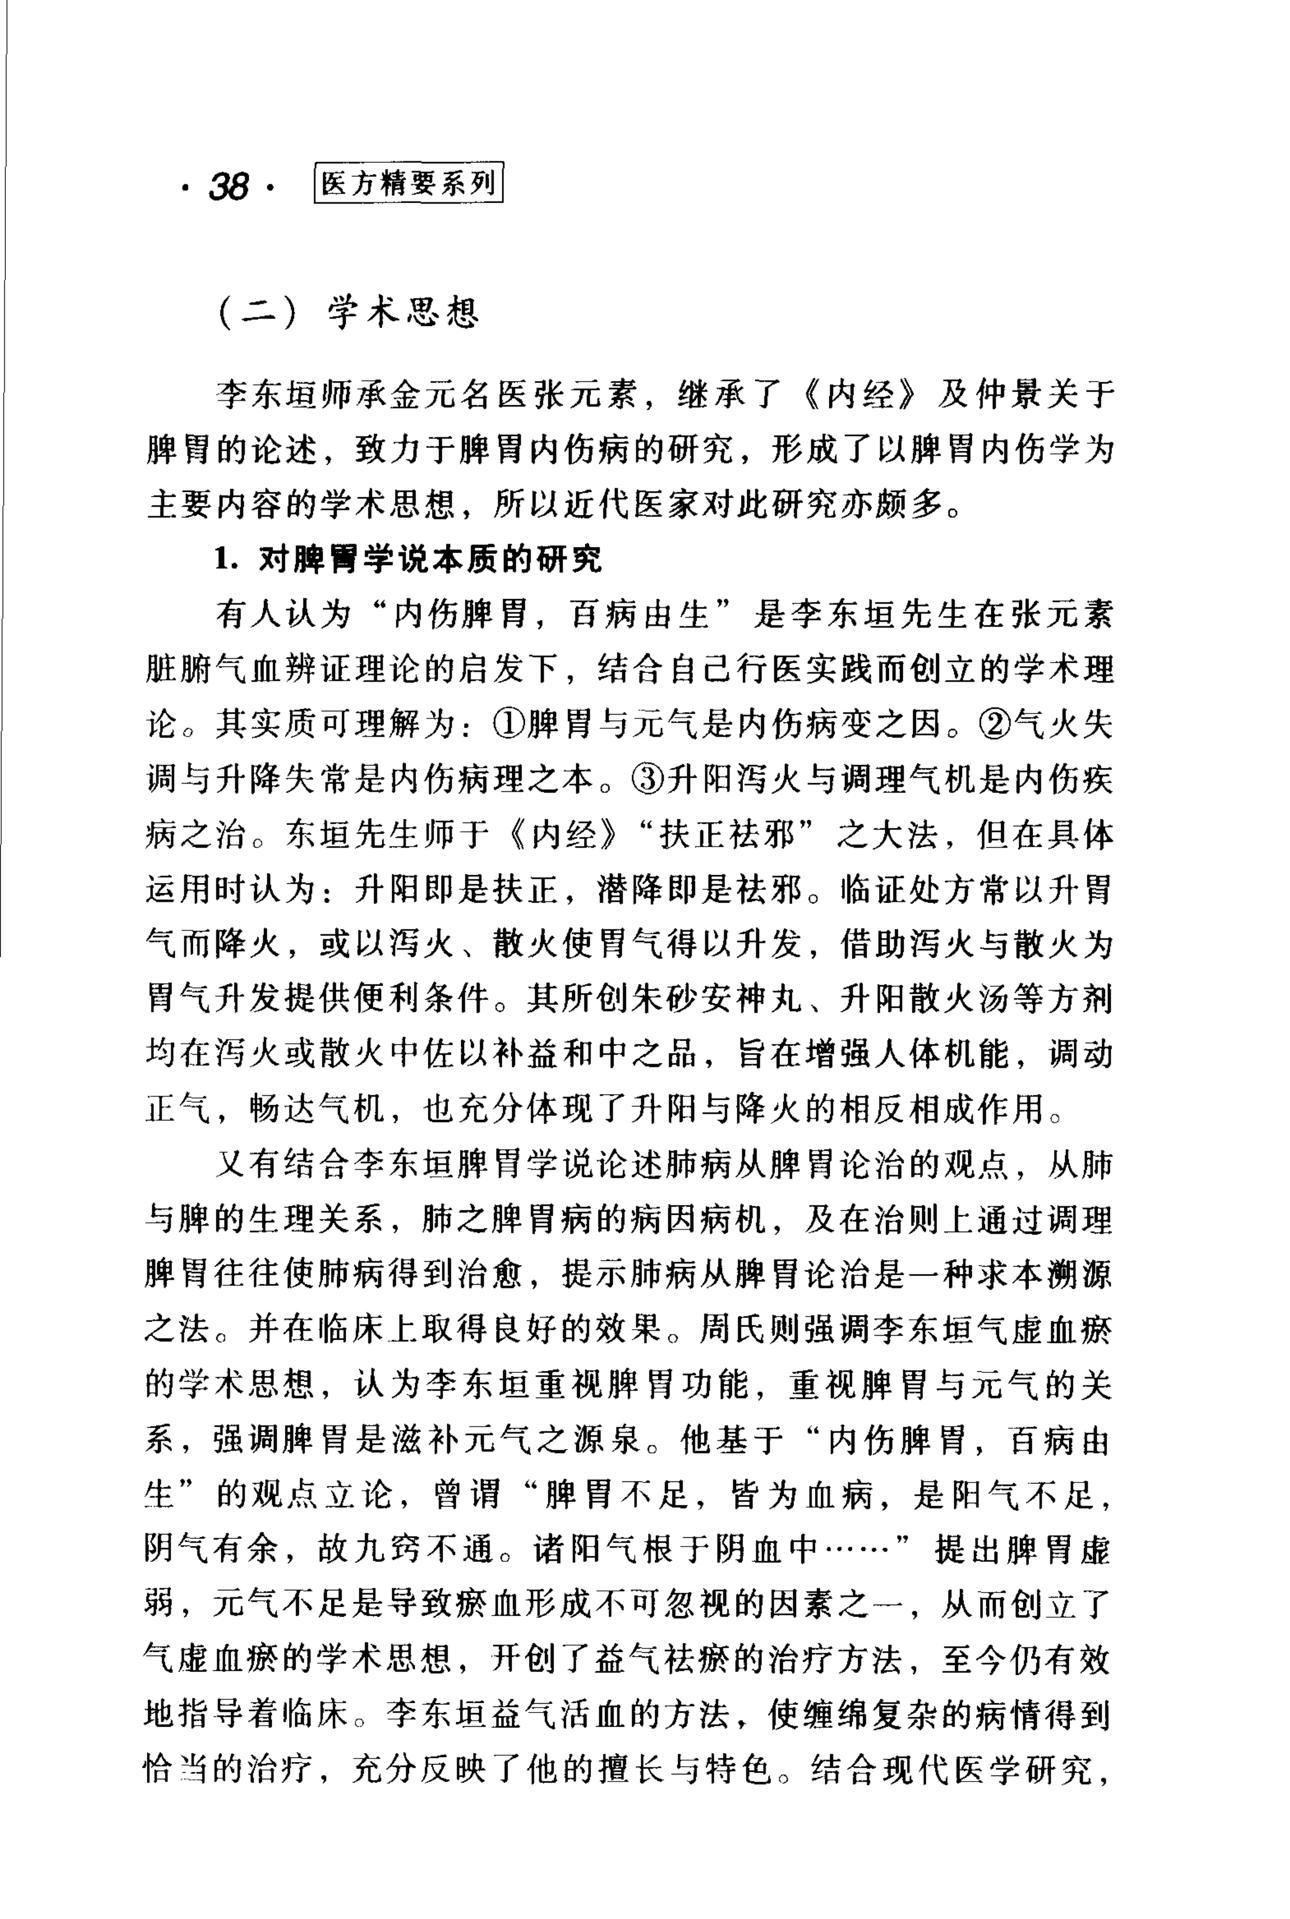 · 38 · 医方精要系列
（二）学术思想
李东垣师承金元名医张元素，继承了《内经》及仲景关于
脾胃的论述，致力于脾胃内伤病的研究，形成了以脾胃内伤学为
主要内容的学术思想，所以近代医家对此研究亦颇多。
1. 对脾胃学说本质的研究
有人认为“内伤脾胃，百病由生”是李东垣先生在张元素
脏腑气血辨证理论的启发下，结合自己行医实践而创立的学术理
论。其实质可理解为：①脾胃与元气是内伤病变之因。②气火失
调与升降失常是内伤病理之本。③升阳泻火与调理气机是内伤疾
病之治。东垣先生师于《内经》“扶正祛邪”之大法，但在具体
运用时认为：升阳即是扶正，潜降即是祛邪。临证处方常以升胃
气而降火，或以泻火、散火使胃气得以升发，借助泻火与散火为
胃气升发提供便利条件。其所创朱砂安神丸、升阳散火汤等方剂
均在泻火或散火中佐以补益和中之品，旨在增强人体机能，调动
正气，畅达气机，也充分体现了升阳与降火的相反相成作用。
又有结合李东垣脾胃学说论述肺病从脾胃论治的观点，从肺
与脾的生理关系，肺之脾胃病的病因病机，及在治则上通过调理
脾胃往往使肺病得到治愈，提示肺病从脾胃论治是一种求本溯源
之法。并在临床上取得良好的效果。周氏则强调李东垣气虚血瘀
的学术思想，认为李东垣重视脾胃功能，重视脾胃与元气的关
系，强调脾胃是滋补元气之源泉。他基于“内伤脾胃，百病由
生”的观点立论，曾谓“脾胃不足，皆为血病，是阳气不足，
阴气有余，故九窍不通。诸阳气根于阴血中……”提出脾胃虚
弱，元气不足是导致瘀血形成不可忽视的因素之一，从而创立了
气虚血瘀的学术思想，开创了益气祛瘀的治疗方法，至今仍有效
地指导着临床。李东垣益气活血的方法，使缠绵复杂的病情得到
恰当的治疗，充分反映了他的擅长与特色。结合现代医学研究，